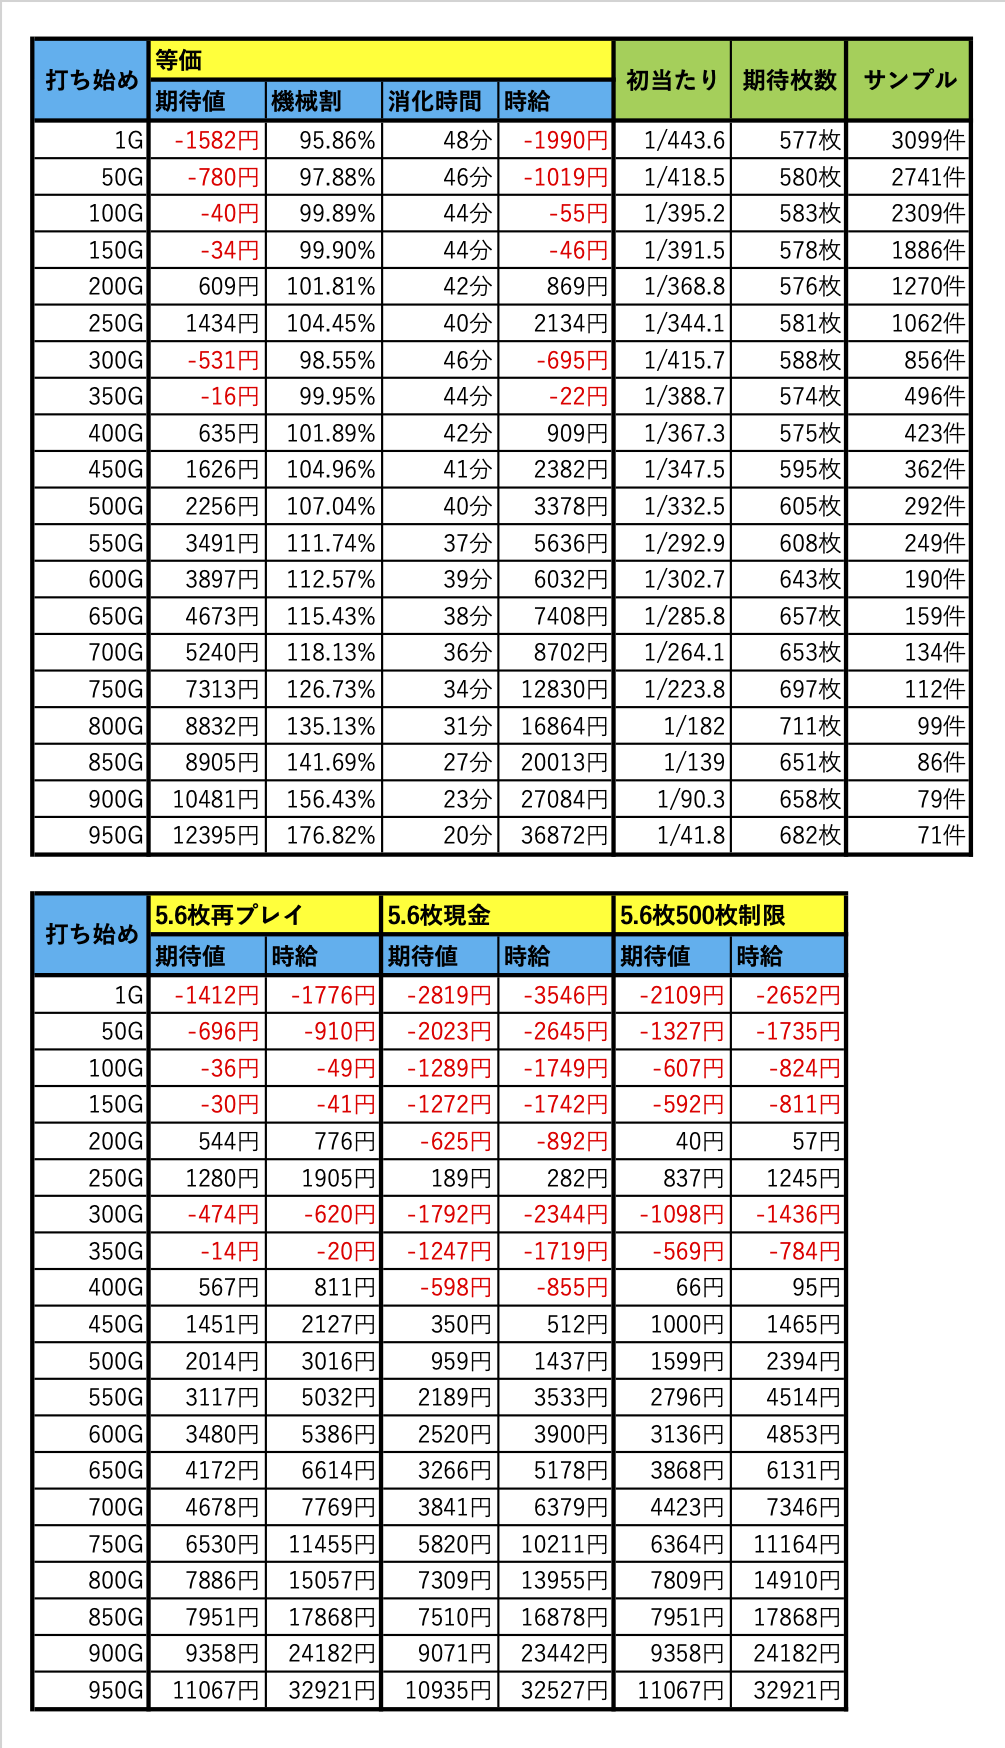 打ち始め 等価 初当たり 期待枚数 サンプル
期待値 機械割 消化時間 時給
1G -1582円 95.86% 48分 -1990円 1/443.6 577枚 3099件
50G -780円 97.88% 46分 -1019円 1/418.5 580枚 2741件
100G -40円 99.89% 44分 -55円 1/395.2 583枚 2309件
150G -34円 99.90% 44分 -46円 1/391.5 578枚 1886件
200G 609円 101.81% 42分 869円 1/368.8 576枚 1270件
250G 1434円 104.45% 40分 2134円 1/344.1 581枚 1062件
300G -531円 98.55% 46分 -695円 1/415.7 588枚 856件
350G -16円 99.95% 44分 -22円 1/388.7 574枚 496件
400G 635円 101.89% 42分 909円 1/367.3 575枚 423件
450G 1626円 104.96% 41分 2382円 1/347.5 595枚 362件
500G 2256円 107.04% 40分 3378円 1/332.5 605枚 292件
550G 3491円 111.74% 37分 5636円 1/292.9 608枚 249件
600G 3897円 112.57% 39分 6032円 1/302.7 643枚 190件
650G 4673円 115.43% 38分 7408円 1/285.8 657枚 159件
700G 5240円 118.13% 36分 8702円 1/264.1 653枚 134件
750G 7313円 126.73% 34分 12830円 1/223.8 697枚 112件
800G 8832円 135.13% 31分 16864円 1/182 711枚 99件
850G 8905円 141.69% 27分 20013円 1/139 651枚 86件
900G 10481円 156.43% 23分 27084円 1/90.3 658枚 79件
950G 12395円 176.82% 20分 36872円 1/41.8 682枚 71件
打ち始め 5.6枚再プレイ 5.6枚現金 5.6枚500枚制限
期待値 時給 期待値 時給 期待値 時給
1G -1412円 -1776円 -2819円 -3546円 -2109円 -2652円
50G -696円 -910円 -2023円 -2645円 -1327円 -1735円
100G -36円 -49円 -1289円 -1749円 -607円 -824円
150G -30円 -41円 -1272円 -1742円 -592円 -811円
200G 544円 776円 -625円 -892円 40円 57円
250G 1280円 1905円 189円 282円 837円 1245円
300G -474円 -620円 -1792円 -2344円 -1098円 -1436円
350G -14円 -20円 -1247円 -1719円 -569円 -784円
400G 567円 811円 -598円 -855円 66円 95円
450G 1451円 2127円 350円 512円 1000円 1465円
500G 2014円 3016円 959円 1437円 1599円 2394円
550G 3117円 5032円 2189円 3533円 2796円 4514円
600G 3480円 5386円 2520円 3900円 3136円 4853円
650G 4172円 6614円 3266円 5178円 3868円 6131円
700G 4678円 7769円 3841円 6379円 4423円 7346円
750G 6530円 11455円 5820円 10211円 6364円 11164円
800G 7886円 15057円 7309円 13955円 7809円 14910円
850G 7951円 17868円 7510円 16878円 7951円 17868円
900G 9358円 24182円 9071円 23442円 9358円 24182円
950G 11067円 32921円 10935円 32527円 11067円 32921円